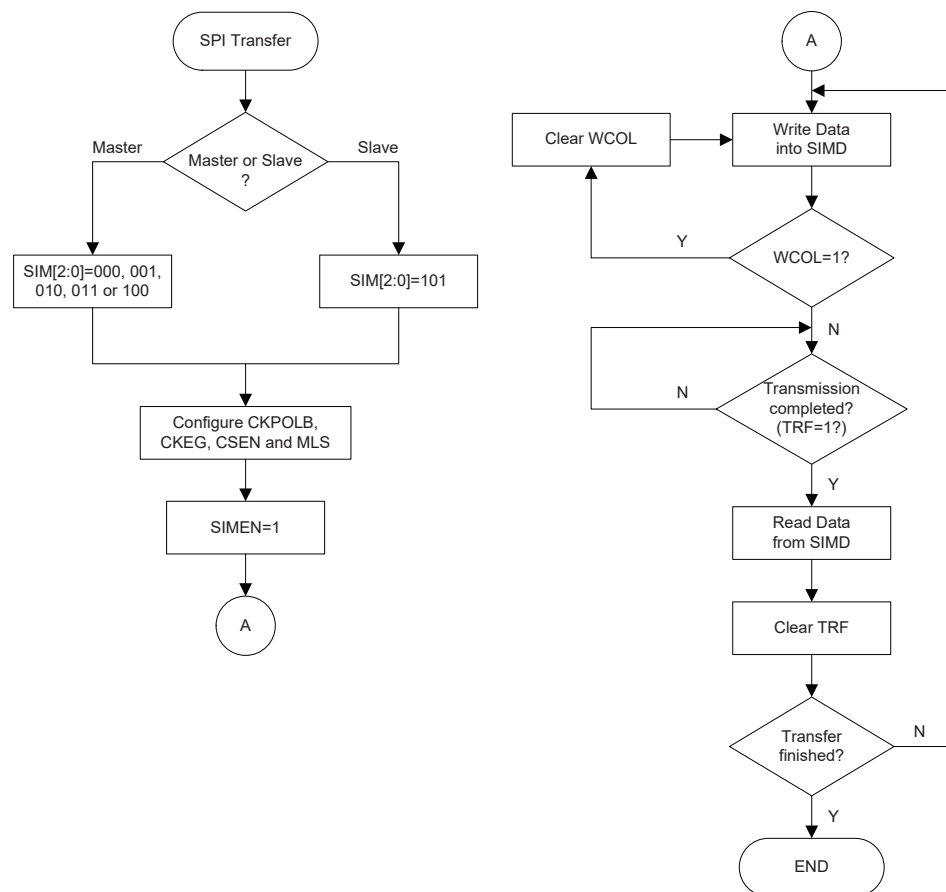 SPI Transfer
Master
Slave
Master or Slave
?
SIM[2:0]=000, 001,
010, 011 or 100
SIM[2:0]=101
Configure CKPOLB,
CKEG, CSEN and MLS
SIMEN=1
A
A
Write Data
into SIMD
Clear WCOL
Y
WCOL=1?
N
N
Transmission
completed?
(TRF=1?)
Y
Read Data
from SIMD
Clear TRF
Transfer
finished?
N
Y
END